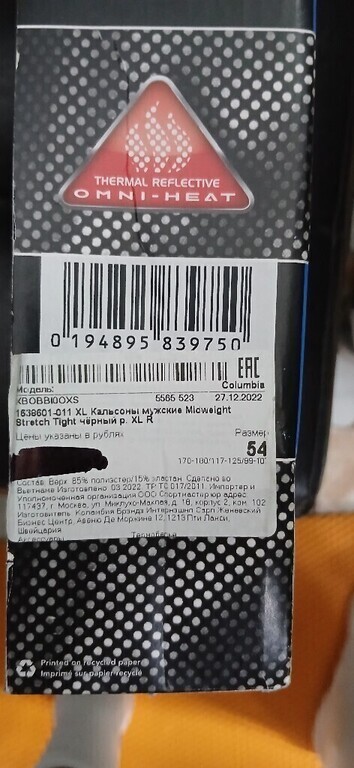 THERMAL REFLECTIVE
OMNI-HEAT
0 194895 839750
EAC
Модель:
Columbia
XBOBBI0OXS 5565 523 27.12.2022
1638601-011 XL Кальсоны мужские Midweight
Stretch Tight чёрный р. XL R
Цены указаны в рублях Размер
54
170-180/117-125/99-10
Состав: Верх: 85% полиэстер/15% эластан. Сделано во
Вьетнаме Изготовлено: 03.2022. ТР ТС 017/2011. Импортер и
Уполномоченная организация ООО Спортмастер юр адрес:
117437, г. Москва, ул. Миклухо-Маклая, д. 18, корпус 2, ком. 102
Изготовитель: Коламбия Брэндз Интернэшнл Сарл Женевский
Бизнес Центр, Авеню Де Моркине 12, 1213 Пти Ланси,
Швейцария
Термобелье
Printed on recycled paper
Imprimé sur papier recyclé